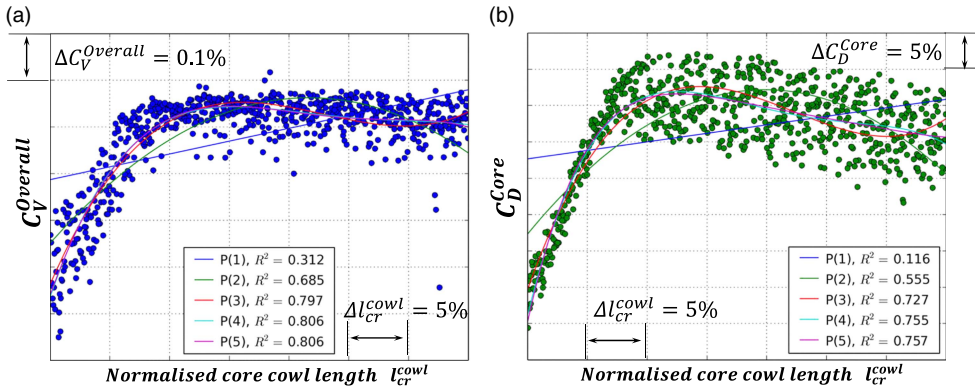 (a)
ΔC_V^Overall = 0.1%
C_V^Overall
P(1), R² = 0.312
P(2), R² = 0.685
P(3), R² = 0.797
P(4), R² = 0.806
P(5), R² = 0.806
Δl_cr^cowl = 5%
Normalised core cowl length l_cr^cowl
(b)
ΔC_D^Core = 5%
C_D^Core
Δl_cr^cowl = 5%
P(1), R² = 0.116
P(2), R² = 0.555
P(3), R² = 0.727
P(4), R² = 0.755
P(5), R² = 0.757
Normalised core cowl length l_cr^cowl